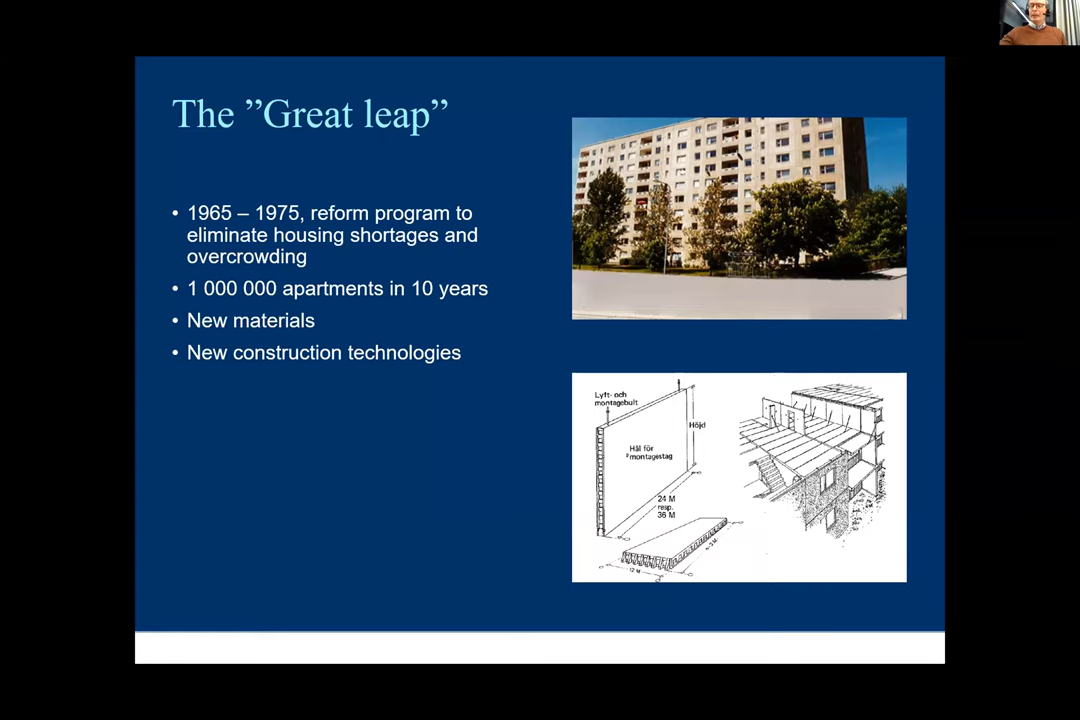 The ”Great leap”
• 1965 – 1975, reform program to
eliminate housing shortages and
overcrowding
• 1 000 000 apartments in 10 years
• New materials
• New construction technologies
Lyft- och
montagebult
Höjd
Hål för
montagestag
24 M
resp.
36 M
12 M